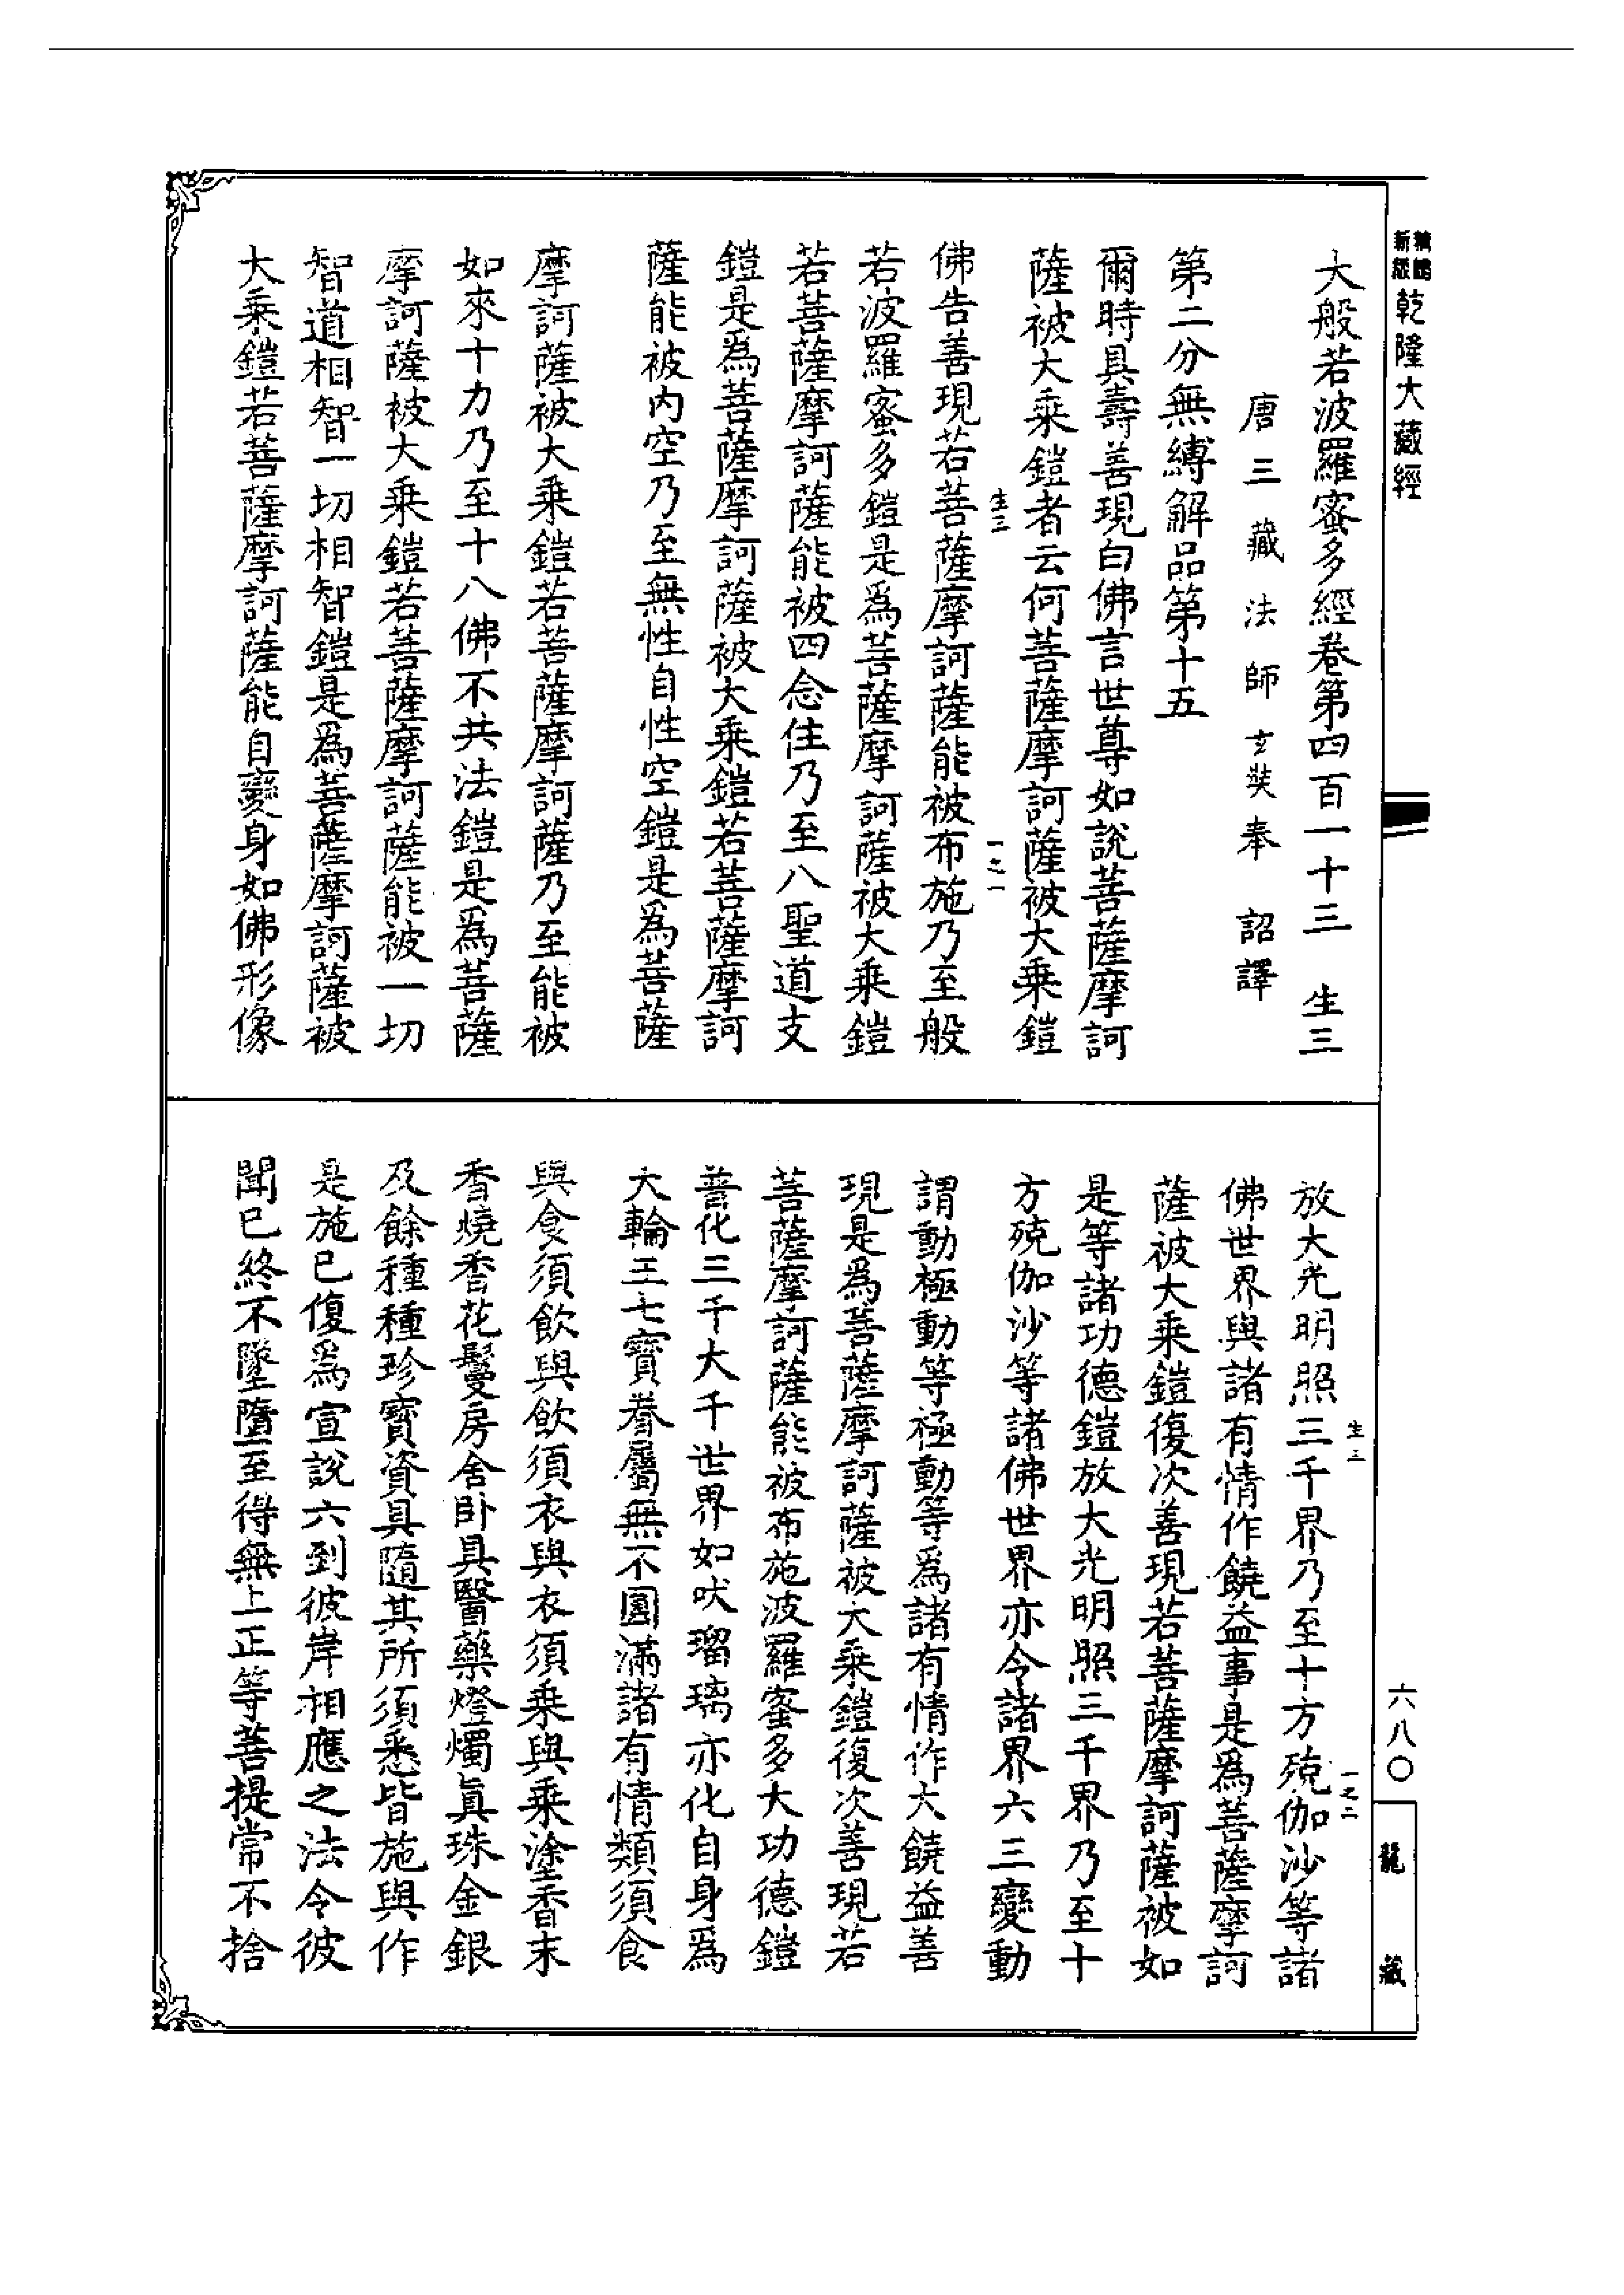 乾隆大藏經
大般若波羅蜜多經卷第四百一十三 生三
唐三藏法師玄奘奉 詔譯
第二分無縛解品第十五
爾時具壽善現白佛言世尊如說菩薩摩訶
薩被大乘鎧者云何菩薩摩訶薩被大乘鎧
生三 一之一
佛告善現若菩薩摩訶薩能被布施乃至般
若波羅蜜多鎧是為菩薩摩訶薩被大乘鎧
若菩薩摩訶薩能被四念住乃至八聖道支
鎧是為菩薩摩訶薩被大乘鎧若菩薩摩訶
薩能被內空乃至無性自性空鎧是為菩薩
摩訶薩被大乘鎧若菩薩摩訶薩乃至能被
如來十力乃至十八佛不共法鎧是為菩薩
摩訶薩被大乘鎧若菩薩摩訶薩能被一切
智道相智一切相智鎧是為菩薩摩訶薩被
大乘鎧若菩薩摩訶薩能自變身如佛形像
生三 一之二
放大光明照三千界乃至十方殑伽沙等諸
佛世界與諸有情作饒益事是為菩薩摩訶
薩被大乘鎧復次善現若菩薩摩訶薩被如
是等諸功德鎧放大光明照三千界乃至十
方殑伽沙等諸佛世界亦令諸界六三變動
謂動極動等極動等為諸有情作大饒益善
現是為菩薩摩訶薩被大乘鎧復次善現若
菩薩摩訶薩能被布施波羅蜜多大功德鎧
普化三千大千世界如吠瑠璃亦化自身為
大輪王七寶眷屬無不圓滿諸有情類須食
與食須飲與飲須衣與衣須乘與乘塗香末
香燒香花鬘房舍臥具醫藥燈燭真珠金銀
及餘種種珍寶資具隨其所須悉皆施與作
是施已復為宣說六到彼岸相應之法令彼
聞已終不墜墮至得無上正等菩提常不捨
六八〇
龍藏